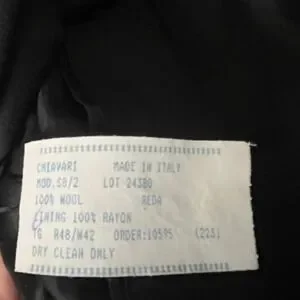 CHIAVARI MADE IN ITALY
MOD.S8/2 LOT 24380
100% WOOL REDA
LINING 100% RAYON
TG R48/W42 ORDER:10595 (225)
DRY CLEAN ONLY